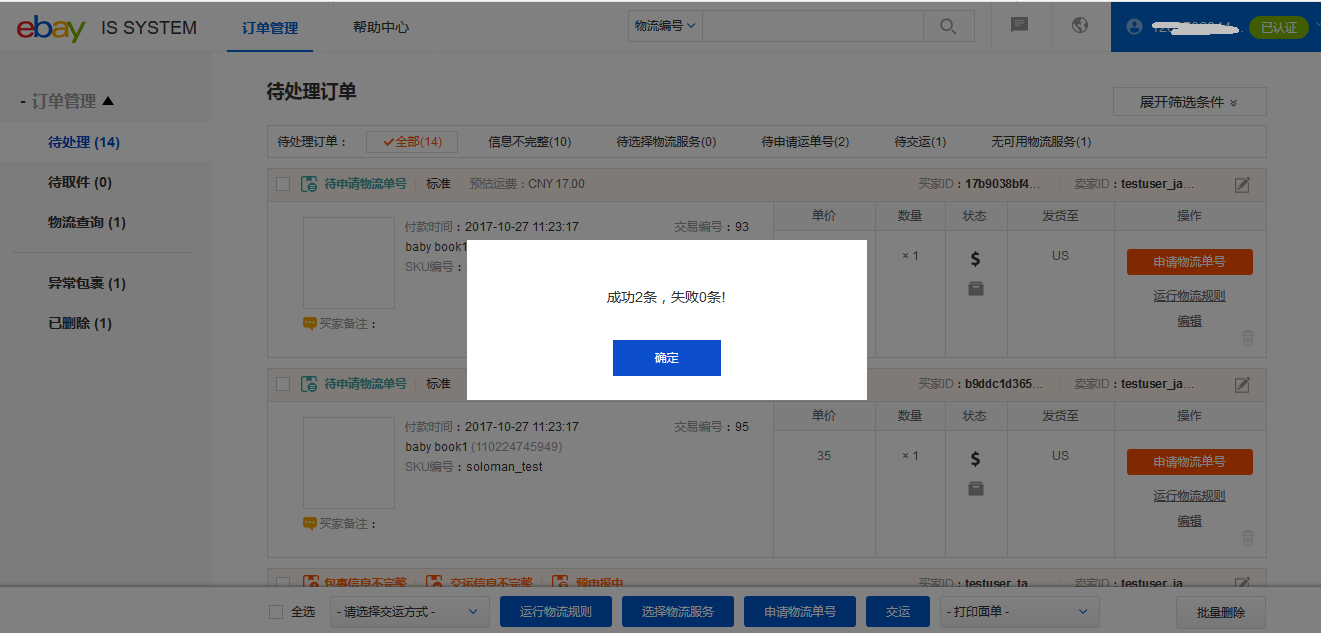 ebay IS SYSTEM 订单管理 帮助中心 物流编号 已认证
- 订单管理
待处理 (14)
待取件 (0)
物流查询 (1)
异常包裹 (1)
已删除 (1)
待处理订单
展开筛选条件
待处理订单： 全部(14) 信息不完整(10) 待选择物流服务(0) 待申请运单号(2) 待交运(1) 无可用物流服务(1)
待申请物流单号 标准 预估运费：CNY 17.00 买家ID：17b9038bf4... 卖家ID：testuser_ja...
付款时间：2017-10-27 11:23:17 交易编号：93
baby book1
SKU编号：
买家备注：
单价 数量 状态 发货至 操作
× 1 $ US
申请物流单号
运行物流规则
编辑
成功2条，失败0条!
确定
待申请物流单号 标准 买家ID：b9ddc1d365... 卖家ID：testuser_ja...
付款时间：2017-10-27 11:23:17 交易编号：95
baby book1 (110224745949)
SKU编号：soloman_test
买家备注：
单价 数量 状态 发货至 操作
35 × 1 $ US
申请物流单号
运行物流规则
编辑
包裹信息不完整 交运信息不完整 预申报中 买家ID：testuser_ta... 卖家ID：testuser_ja...
全选 - 请选择交运方式 - 运行物流规则 选择物流服务 申请物流单号 交运 - 打印面单 - 批量删除